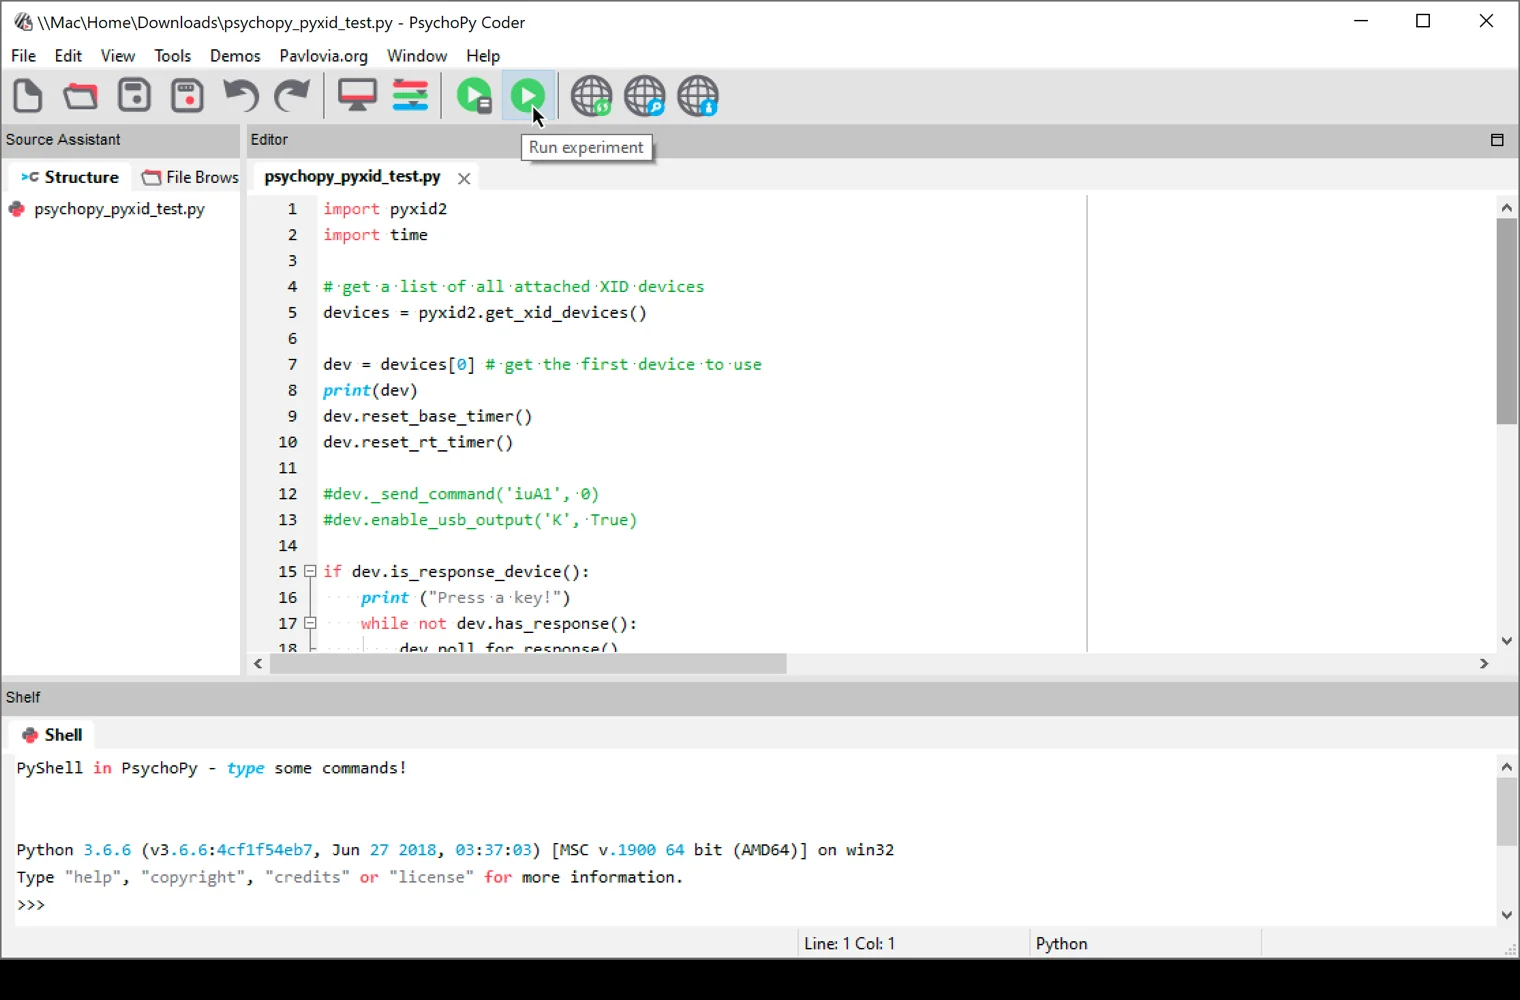 \\Mac\Home\Downloads\psychopy_pyxid_test.py - PsychoPy Coder
File Edit View Tools Demos Pavlovia.org Window Help
Source Assistant
Editor
Run experiment
Structure
File Brows
psychopy_pyxid_test.py
psychopy_pyxid_test.py
1 import pyxid2
2 import time
3
4 # get a list of all attached XID devices
5 devices = pyxid2.get_xid_devices()
6
7 dev = devices[0] # get the first device to use
8 print(dev)
9 dev.reset_base_timer()
10 dev.reset_rt_timer()
11
12 #dev._send_command('iuA1', 0)
13 #dev.enable_usb_output('K', True)
14
15 if dev.is_response_device():
16 print ("Press a key!")
17 while not dev.has_response():
18 dev.poll_for_response()
Shelf
Shell
PyShell in PsychoPy - type some commands!
Python 3.6.6 (v3.6.6:4cf1f54eb7, Jun 27 2018, 03:37:03) [MSC v.1900 64 bit (AMD64)] on win32
Type "help", "copyright", "credits" or "license" for more information.
>>>
Line: 1 Col: 1
Python